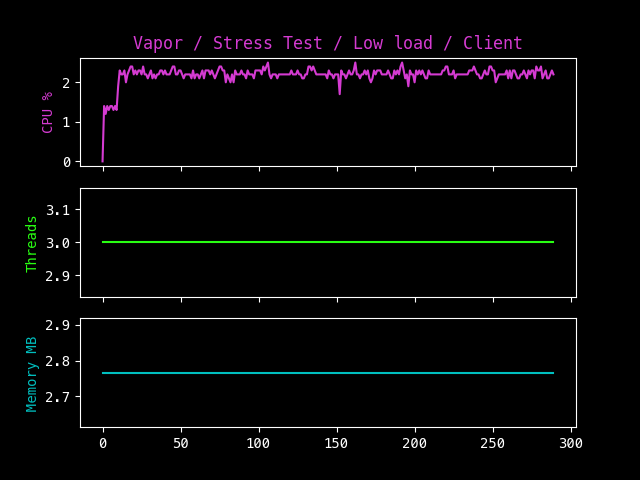 Vapor / Stress Test / Low load / Client
CPU %
2
1
0
Threads
3.1
3.0
2.9
Memory MB
2.9
2.8
2.7
0 50 100 150 200 250 300